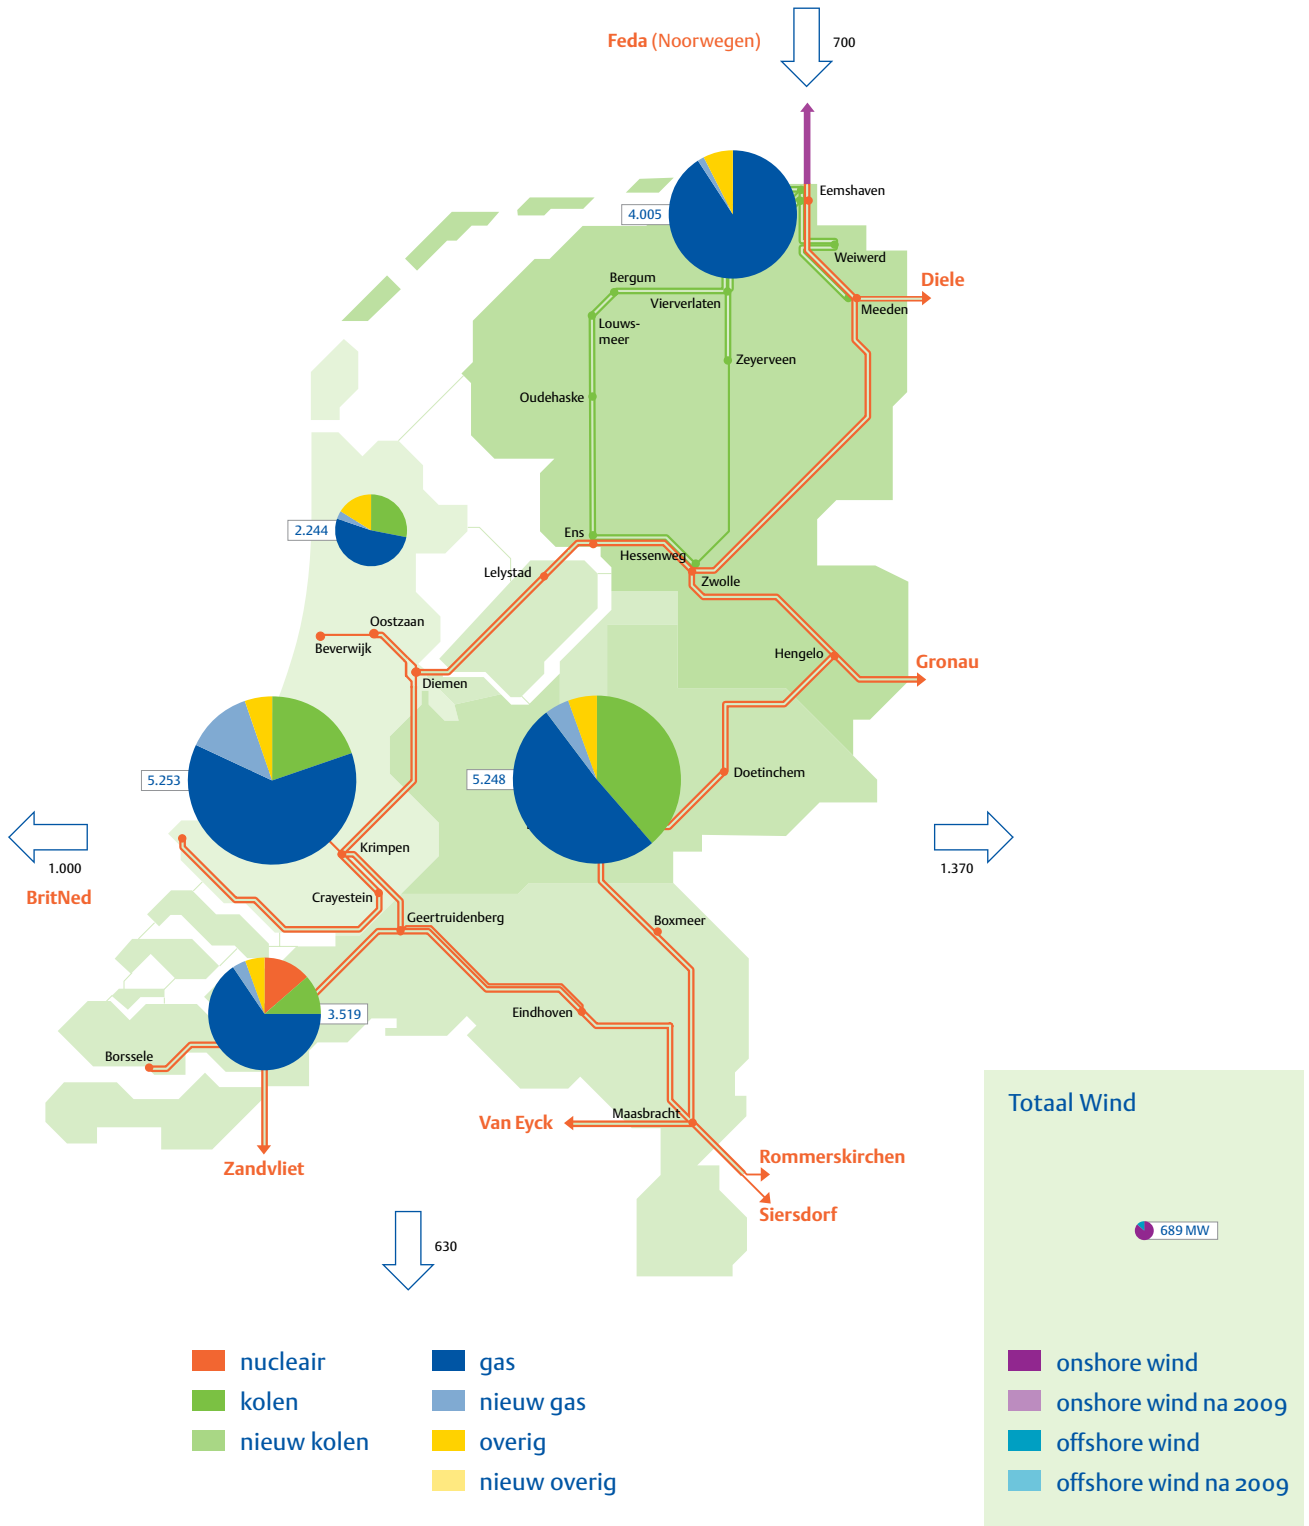 Feda (Noorwegen)
700
Eemshaven
4.005
Weiwerd
Diele
Bergum
Vierverlaten
Meeden
Louws-
meer
Zeyerveen
Oudehaske
2.244
Ens
Hessenweg
Lelystad
Zwolle
Oostzaan
Beverwijk
Hengelo
Gronau
Diemen
Doetinchem
5.253
5.248
Krimpen
1.000
1.370
BritNed
Crayestein
Geertruidenberg
Boxmeer
3.519
Eindhoven
Borssele
Maasbracht
Van Eyck
Totaal Wind
Zandvliet
Rommerskirchen
Siersdorf
630
689 MW
nucleair
kolen
nieuw kolen
gas
nieuw gas
overig
nieuw overig
onshore wind
onshore wind na 2009
offshore wind
offshore wind na 2009